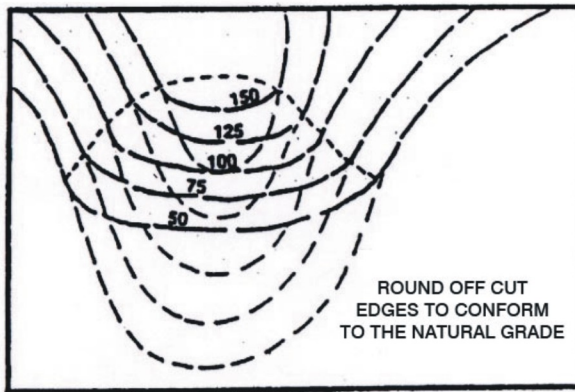 150
125
100
75
50
ROUND OFF CUT
EDGES TO CONFORM
TO THE NATURAL GRADE